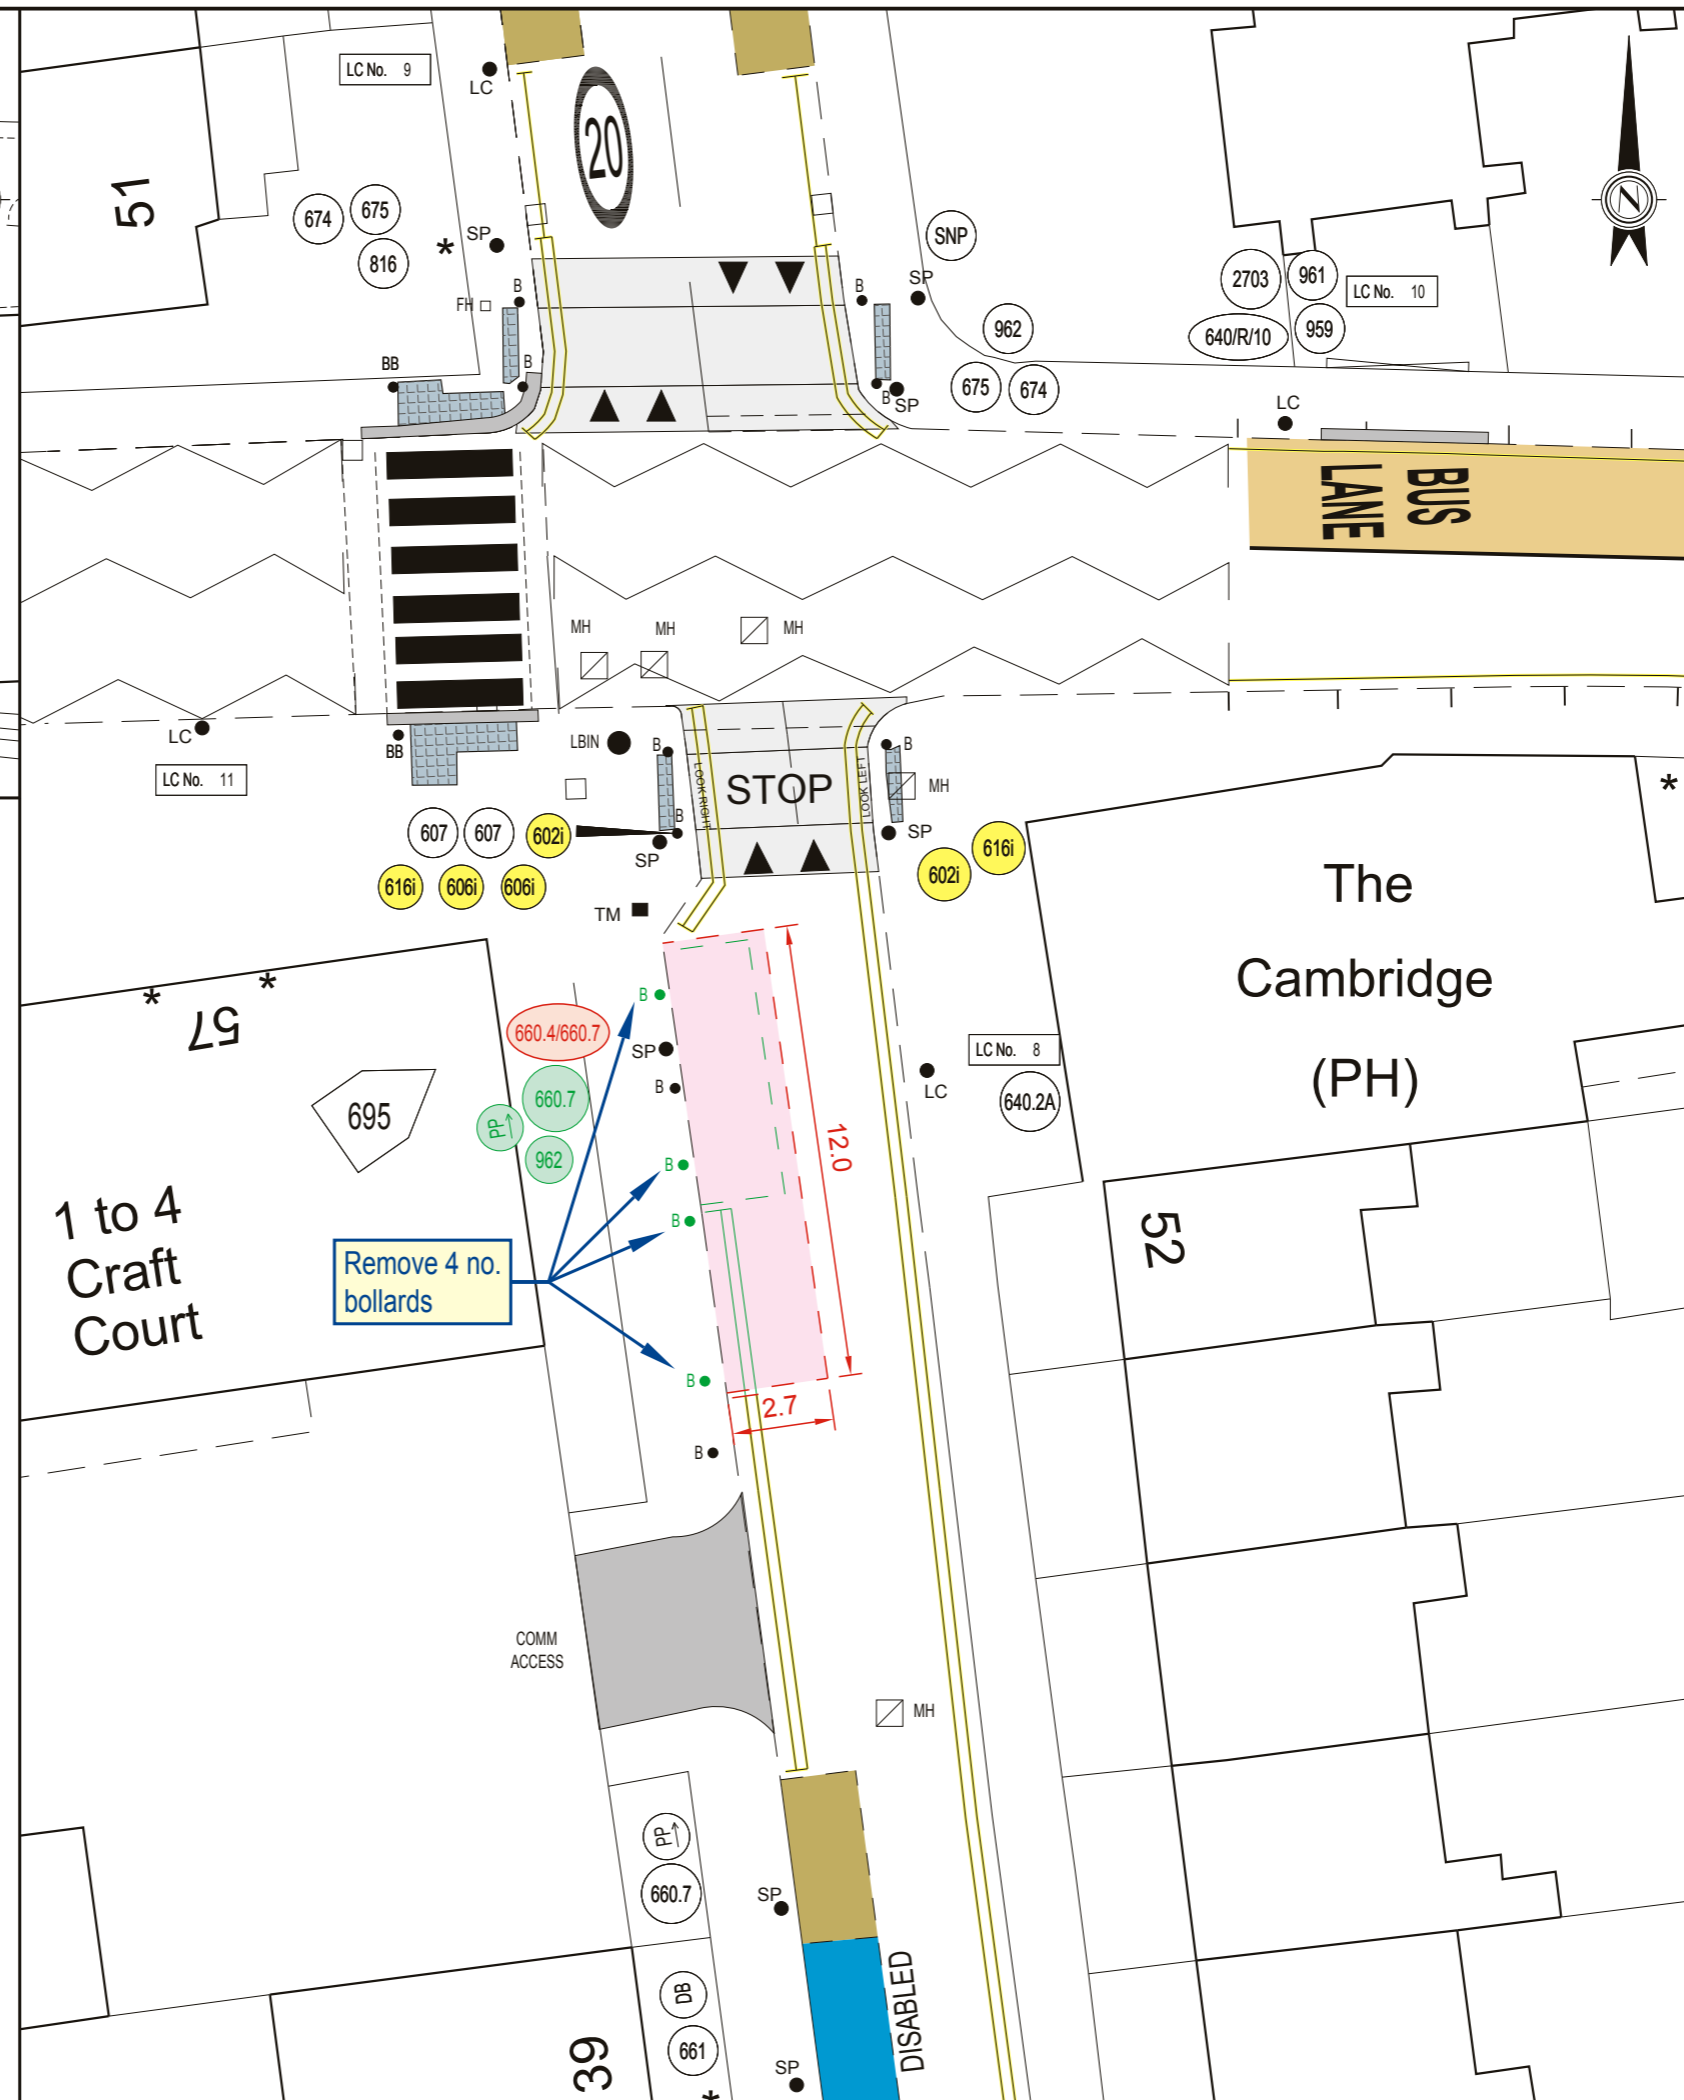 LC No. 9
LC
20
51
674
675
816
*
SP
SNP
SP
2703
961
LC No. 10
640/R/10
959
FH
B
B
962
BB
B
B
SP
675
674
LC
BUS
LANE
MH
MH
MH
LC
BB
LBIN
B
B
LC No. 11
LOOK RIGHT
STOP
LOOK LEFT
MH
*
607
607
602i
B
SP
SP
616i
606i
606i
602i
616i
TM
The
Cambridge
(PH)
*
*
57
B
660.4/660.7
SP
LC No. 8
B
LC
640.2A
660.7
PP
695
962
B
12.0
1 to 4
Craft
Court
B
52
Remove 4 no.
bollards
B
2.7
B
COMM
ACCESS
MH
PP
660.7
SP
DB
DISABLED
661
39
SP
*
N